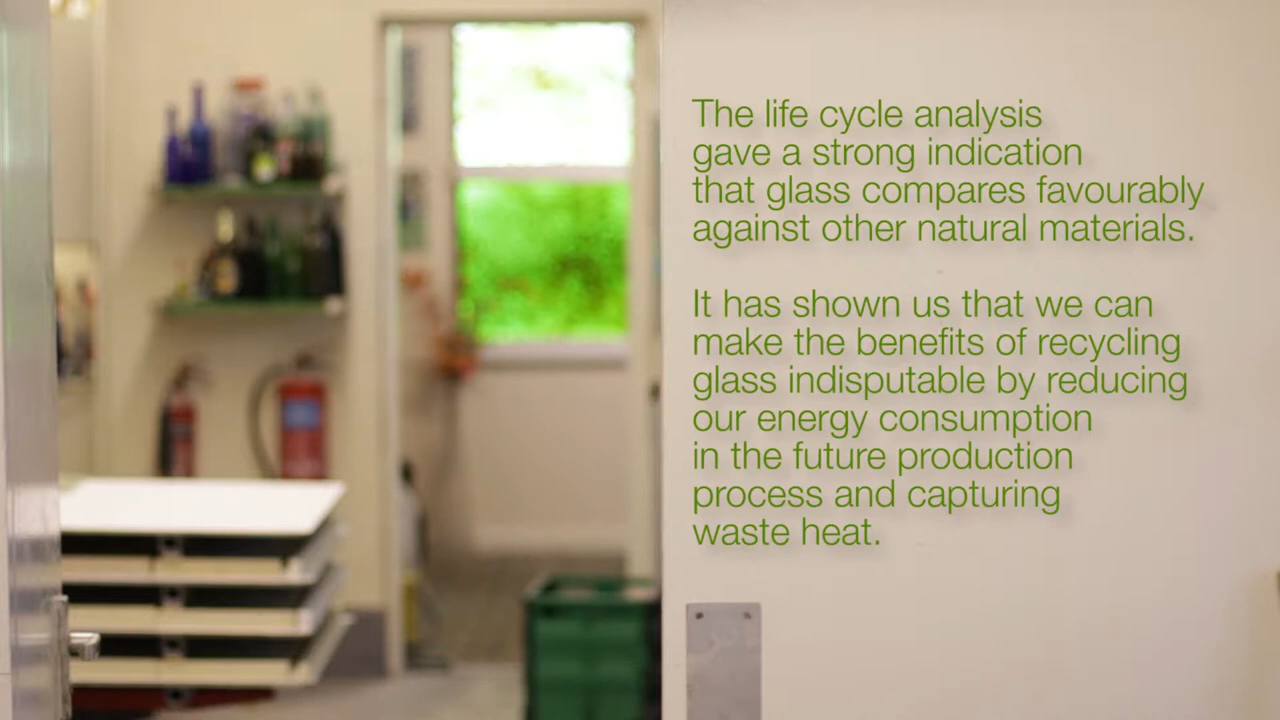 The life cycle analysis
gave a strong indication
that glass compares favourably
against other natural materials.
It has shown us that we can
make the benefits of recycling
glass indisputable by reducing
our energy consumption
in the future production
process and capturing
waste heat.